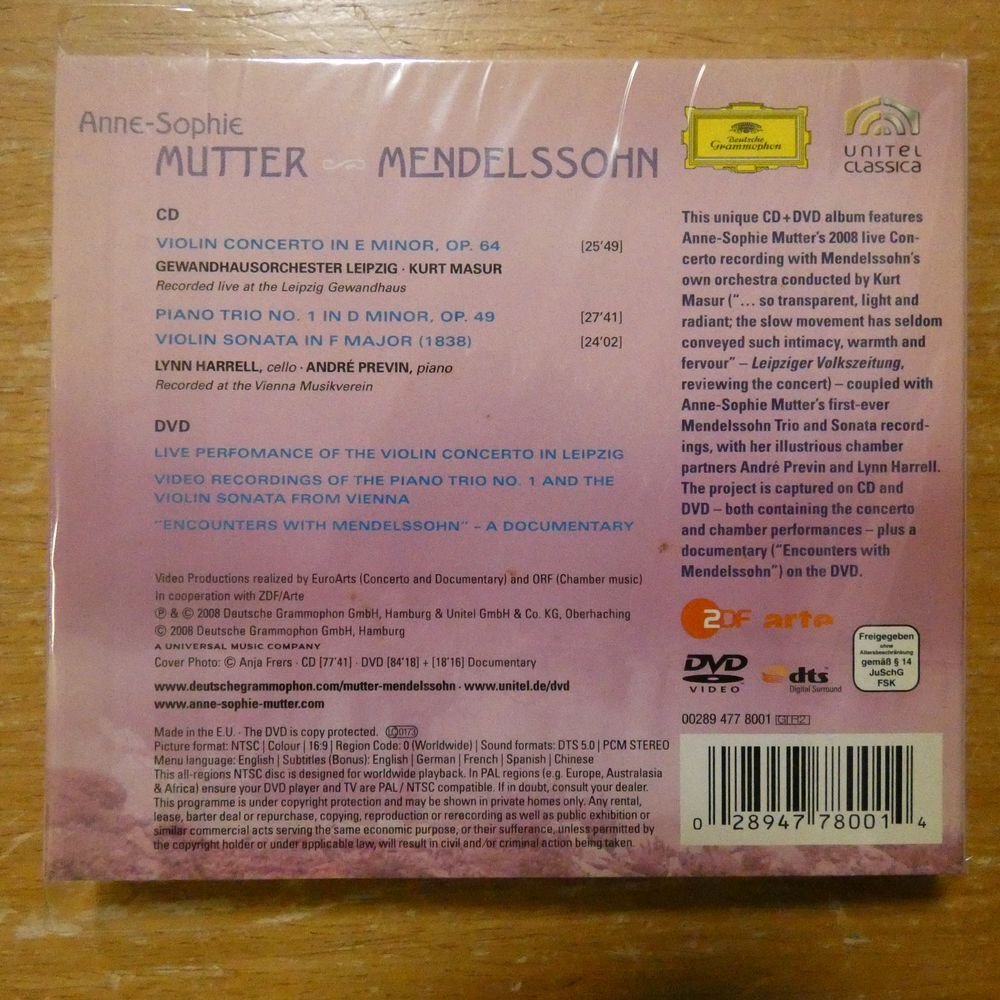 Anne-Sophie
MUTTER MENDELSSOHN
CD
VIOLIN CONCERTO IN E MINOR, OP. 64 [25'49]
GEWANDHAUSORCHESTER LEIPZIG · KURT MASUR
Recorded live at the Leipzig Gewandhaus
PIANO TRIO NO. 1 IN D MINOR, OP. 49 [27'41]
VIOLIN SONATA IN F MAJOR (1838) [24'02]
LYNN HARRELL, cello · ANDRÉ PREVIN, piano
Recorded at the Vienna Musikverein
DVD
LIVE PERFOMANCE OF THE VIOLIN CONCERTO IN LEIPZIG
VIDEO RECORDINGS OF THE PIANO TRIO NO. 1 AND THE
VIOLIN SONATA FROM VIENNA
"ENCOUNTERS WITH MENDELSSOHN" – A DOCUMENTARY
Video Productions realized by EuroArts (Concerto and Documentary) and ORF (Chamber music)
In cooperation with ZDF/Arte
℗ & © 2008 Deutsche Grammophon GmbH, Hamburg & Unitel GmbH & Co. KG, Oberhaching
© 2008 Deutsche Grammophon GmbH, Hamburg
A UNIVERSAL MUSIC COMPANY
Cover Photo: © Anja Frers · CD [77'41] · DVD [84'18] + [18'16] Documentary
www.deutschegrammophon.com/mutter-mendelssohn · www.unitel.de/dvd
www.anne-sophie-mutter.com
Made in the E.U. · The DVD is copy protected. LC 0173
Picture format: NTSC | Colour | 16:9 | Region Code: 0 (Worldwide) | Sound formats: DTS 5.0 | PCM STEREO
Menu language: English | Subtitles (Bonus): English | German | French | Spanish | Chinese
This all-regions NTSC disc is designed for worldwide playback. In PAL regions (e.g. Europe, Australasia
& Africa) ensure your DVD player and TV are PAL / NTSC compatible. If in doubt, consult your dealer.
This programme is under copyright protection and may be shown in private homes only. Any rental,
lease, barter deal or repurchase, copying, reproduction or rerecording as well as public exhibition or
similar commercial acts serving the same economic purpose, or their sufferance, unless permitted by
the copyright holder or under applicable law, will result in civil and/or criminal action being taken.
Deutsche
Grammophon
UNITEL
CLASSICA
This unique CD+DVD album features
Anne-Sophie Mutter's 2008 live Con-
certo recording with Mendelssohn's
own orchestra conducted by Kurt
Masur ("... so transparent, light and
radiant; the slow movement has seldom
conveyed such intimacy, warmth and
fervour" – Leipziger Volkszeitung,
reviewing the concert) – coupled with
Anne-Sophie Mutter's first-ever
Mendelssohn Trio and Sonata record-
ings, with her illustrious chamber
partners André Previn and Lynn Harrell.
The project is captured on CD and
DVD – both containing the concerto
and chamber performances – plus a
documentary ("Encounters with
Mendelssohn") on the DVD.
ZDF arte
DVD
VIDEO
dts
Digital Surround
Freigegeben
ohne
Altersbeschränkung
gemäß § 14
JuSchG
FSK
00289 477 8001 GTR2
0 28947 78001 4